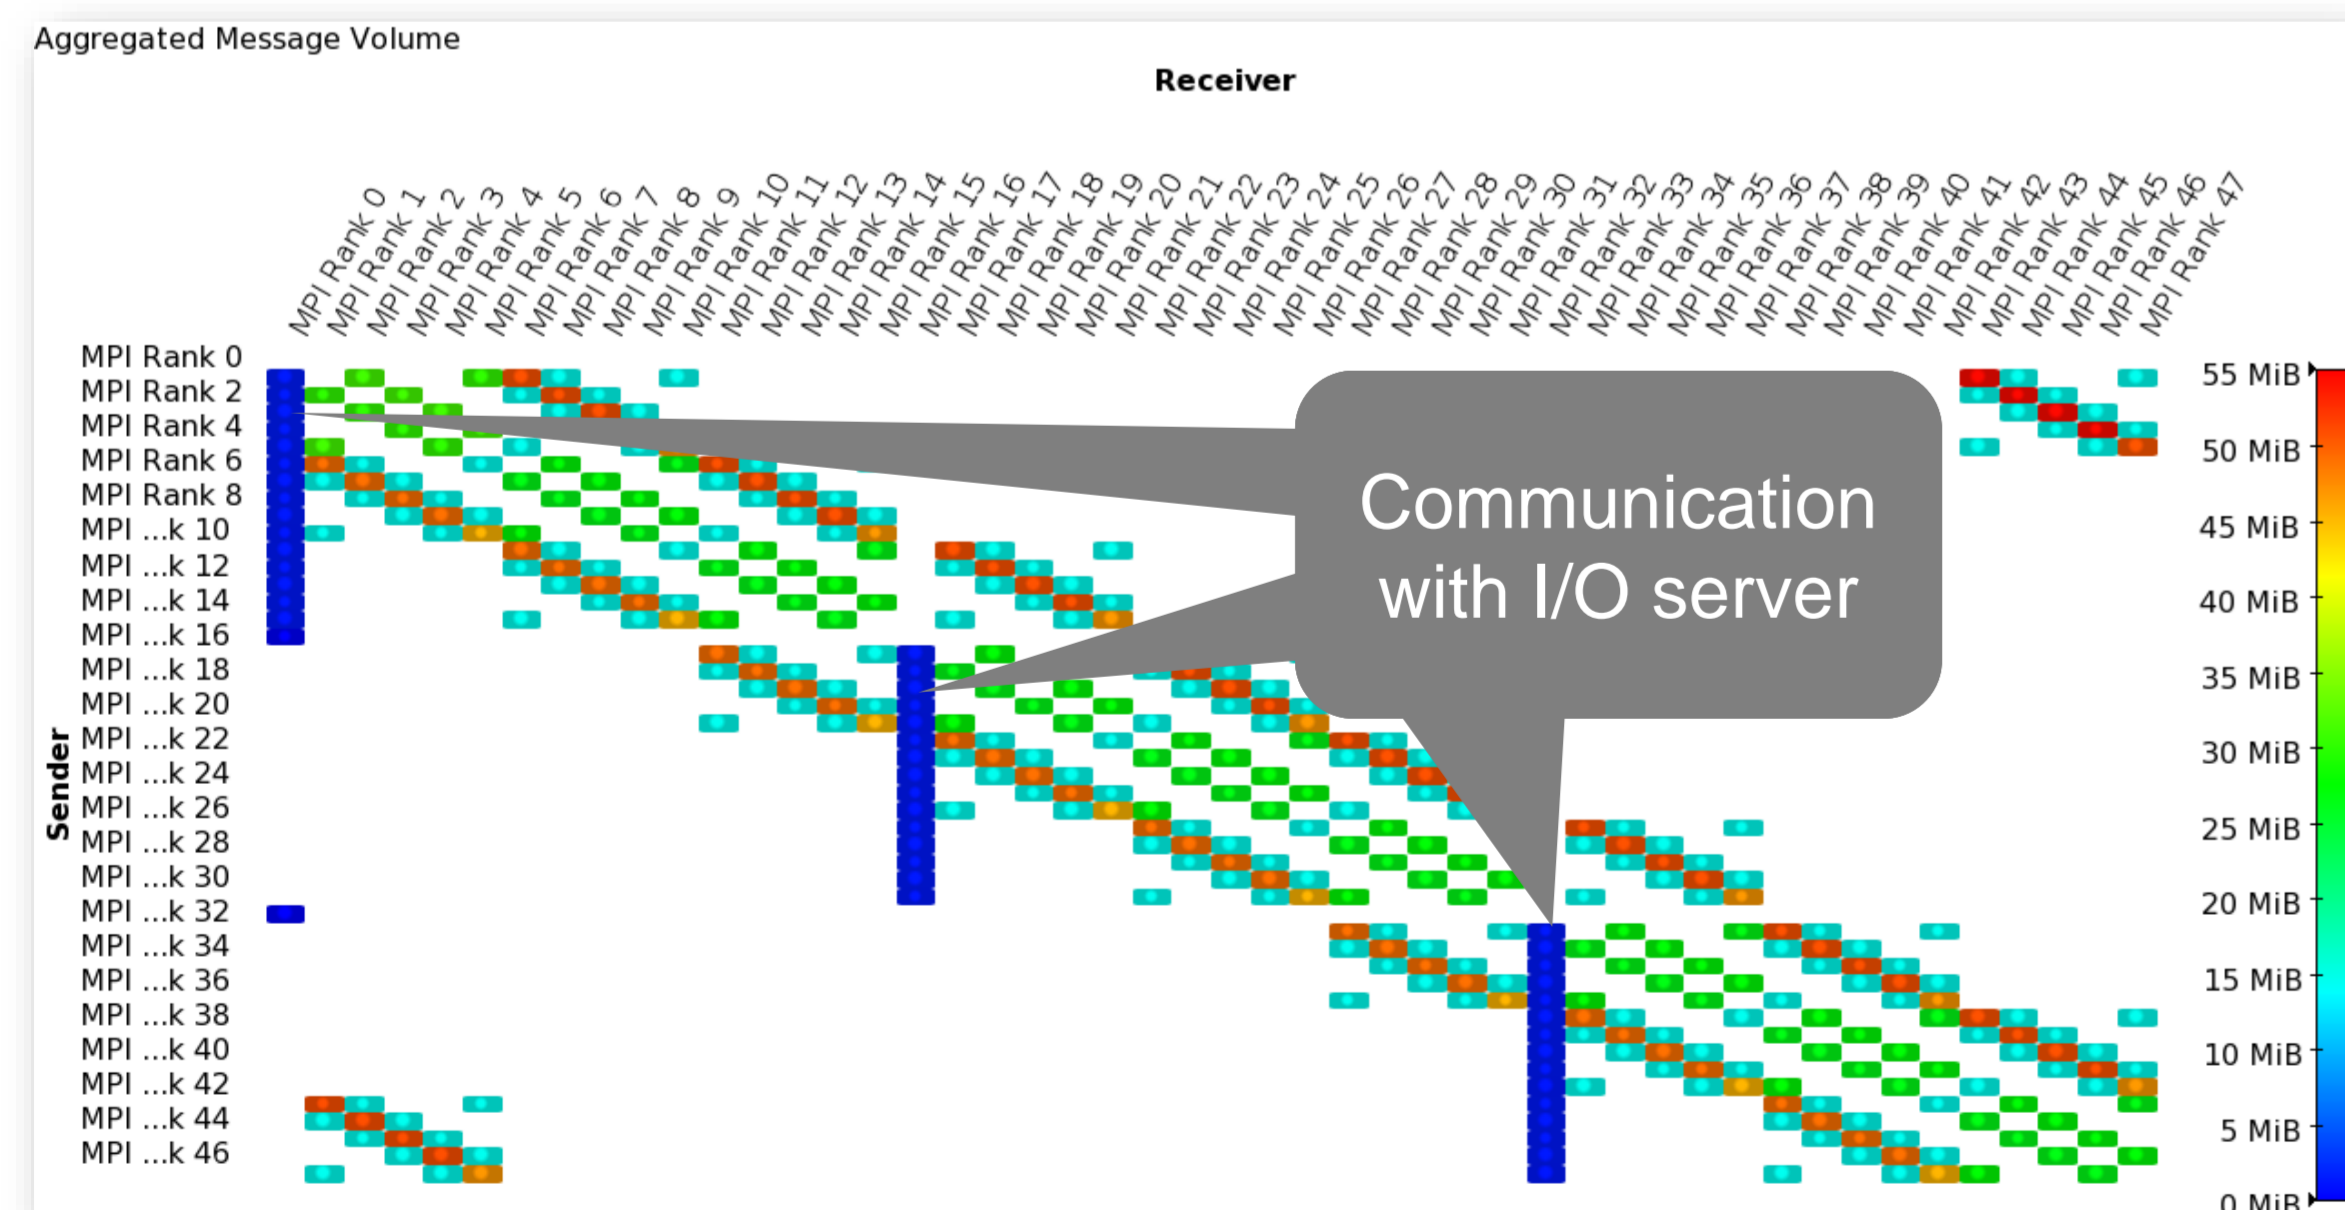 Aggregated Message Volume
Receiver
MPI Rank 0
MPI Rank 1
MPI Rank 2
MPI Rank 3
MPI Rank 4
MPI Rank 5
MPI Rank 6
MPI Rank 7
MPI Rank 8
MPI Rank 9
MPI Rank 10
MPI Rank 11
MPI Rank 12
MPI Rank 13
MPI Rank 14
MPI Rank 15
MPI Rank 16
MPI Rank 17
MPI Rank 18
MPI Rank 19
MPI Rank 20
MPI Rank 21
MPI Rank 22
MPI Rank 23
MPI Rank 24
MPI Rank 25
MPI Rank 26
MPI Rank 27
MPI Rank 28
MPI Rank 29
MPI Rank 30
MPI Rank 31
MPI Rank 32
MPI Rank 33
MPI Rank 34
MPI Rank 35
MPI Rank 36
MPI Rank 37
MPI Rank 38
MPI Rank 39
MPI Rank 40
MPI Rank 41
MPI Rank 42
MPI Rank 43
MPI Rank 44
MPI Rank 45
MPI Rank 46
MPI Rank 47
Sender
MPI Rank 0
MPI Rank 2
MPI Rank 4
MPI Rank 6
MPI Rank 8
MPI ...k 10
MPI ...k 12
MPI ...k 14
MPI ...k 16
MPI ...k 18
MPI ...k 20
MPI ...k 22
MPI ...k 24
MPI ...k 26
MPI ...k 28
MPI ...k 30
MPI ...k 32
MPI ...k 34
MPI ...k 36
MPI ...k 38
MPI ...k 40
MPI ...k 42
MPI ...k 44
MPI ...k 46
Communication
with I/O server
55 MiB
50 MiB
45 MiB
40 MiB
35 MiB
30 MiB
25 MiB
20 MiB
15 MiB
10 MiB
5 MiB
0 MiB